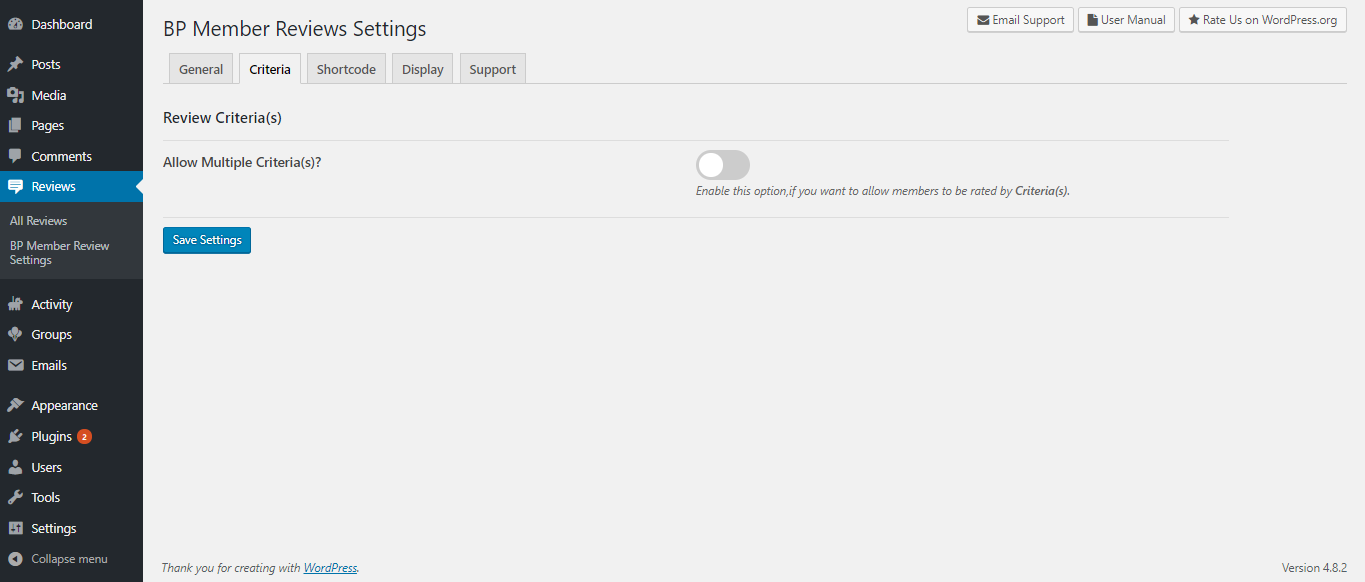 Dashboard
Posts
Media
Pages
Comments
Reviews
All Reviews
BP Member Review
Settings
Activity
Groups
Emails
Appearance
Plugins 2
Users
Tools
Settings
Collapse menu
BP Member Reviews Settings
Email Support
User Manual
Rate Us on WordPress.org
General
Criteria
Shortcode
Display
Support
Review Criteria(s)
Allow Multiple Criteria(s)?
Enable this option,if you want to allow members to be rated by Criteria(s).
Save Settings
Thank you for creating with WordPress.
Version 4.8.2